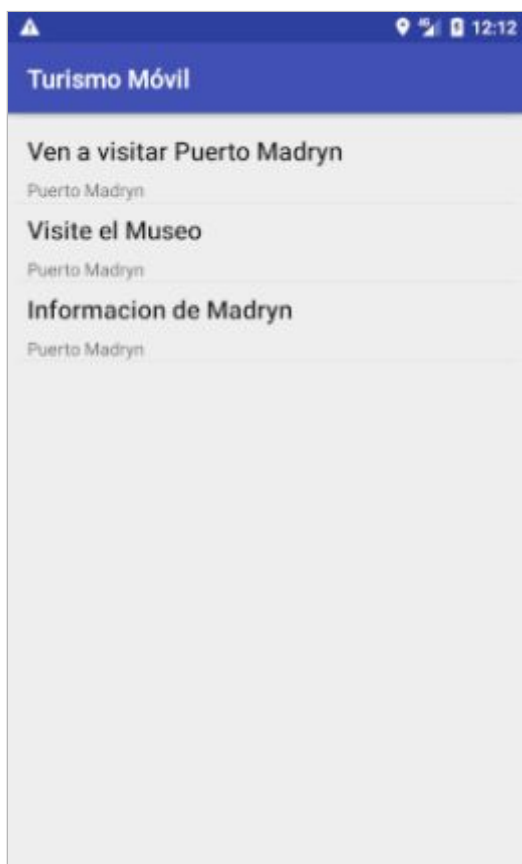 12:12
Turismo Móvil
Ven a visitar Puerto Madryn
Puerto Madryn
Visite el Museo
Puerto Madryn
Informacion de Madryn
Puerto Madryn